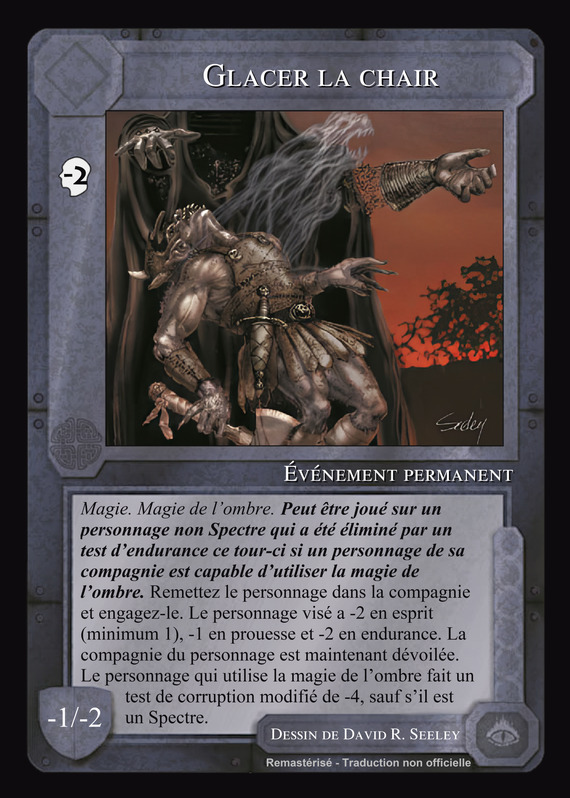 GLACER LA CHAIR
-2
Seeley
ÉVÉNEMENT PERMANENT
Magie. Magie de l’ombre. Peut être joué sur un
personnage non Spectre qui a été éliminé par un
test d’endurance ce tour-ci si un personnage de sa
compagnie est capable d’utiliser la magie de
l’ombre. Remettez le personnage dans la compagnie
et engagez-le. Le personnage visé a -2 en esprit
(minimum 1), -1 en prouesse et -2 en endurance. La
compagnie du personnage est maintenant dévoilée.
Le personnage qui utilise la magie de l’ombre fait un
test de corruption modifié de -4, sauf s’il est
un Spectre.
-1/-2
DESSIN DE DAVID R. SEELEY
Remastérisé - Traduction non officielle